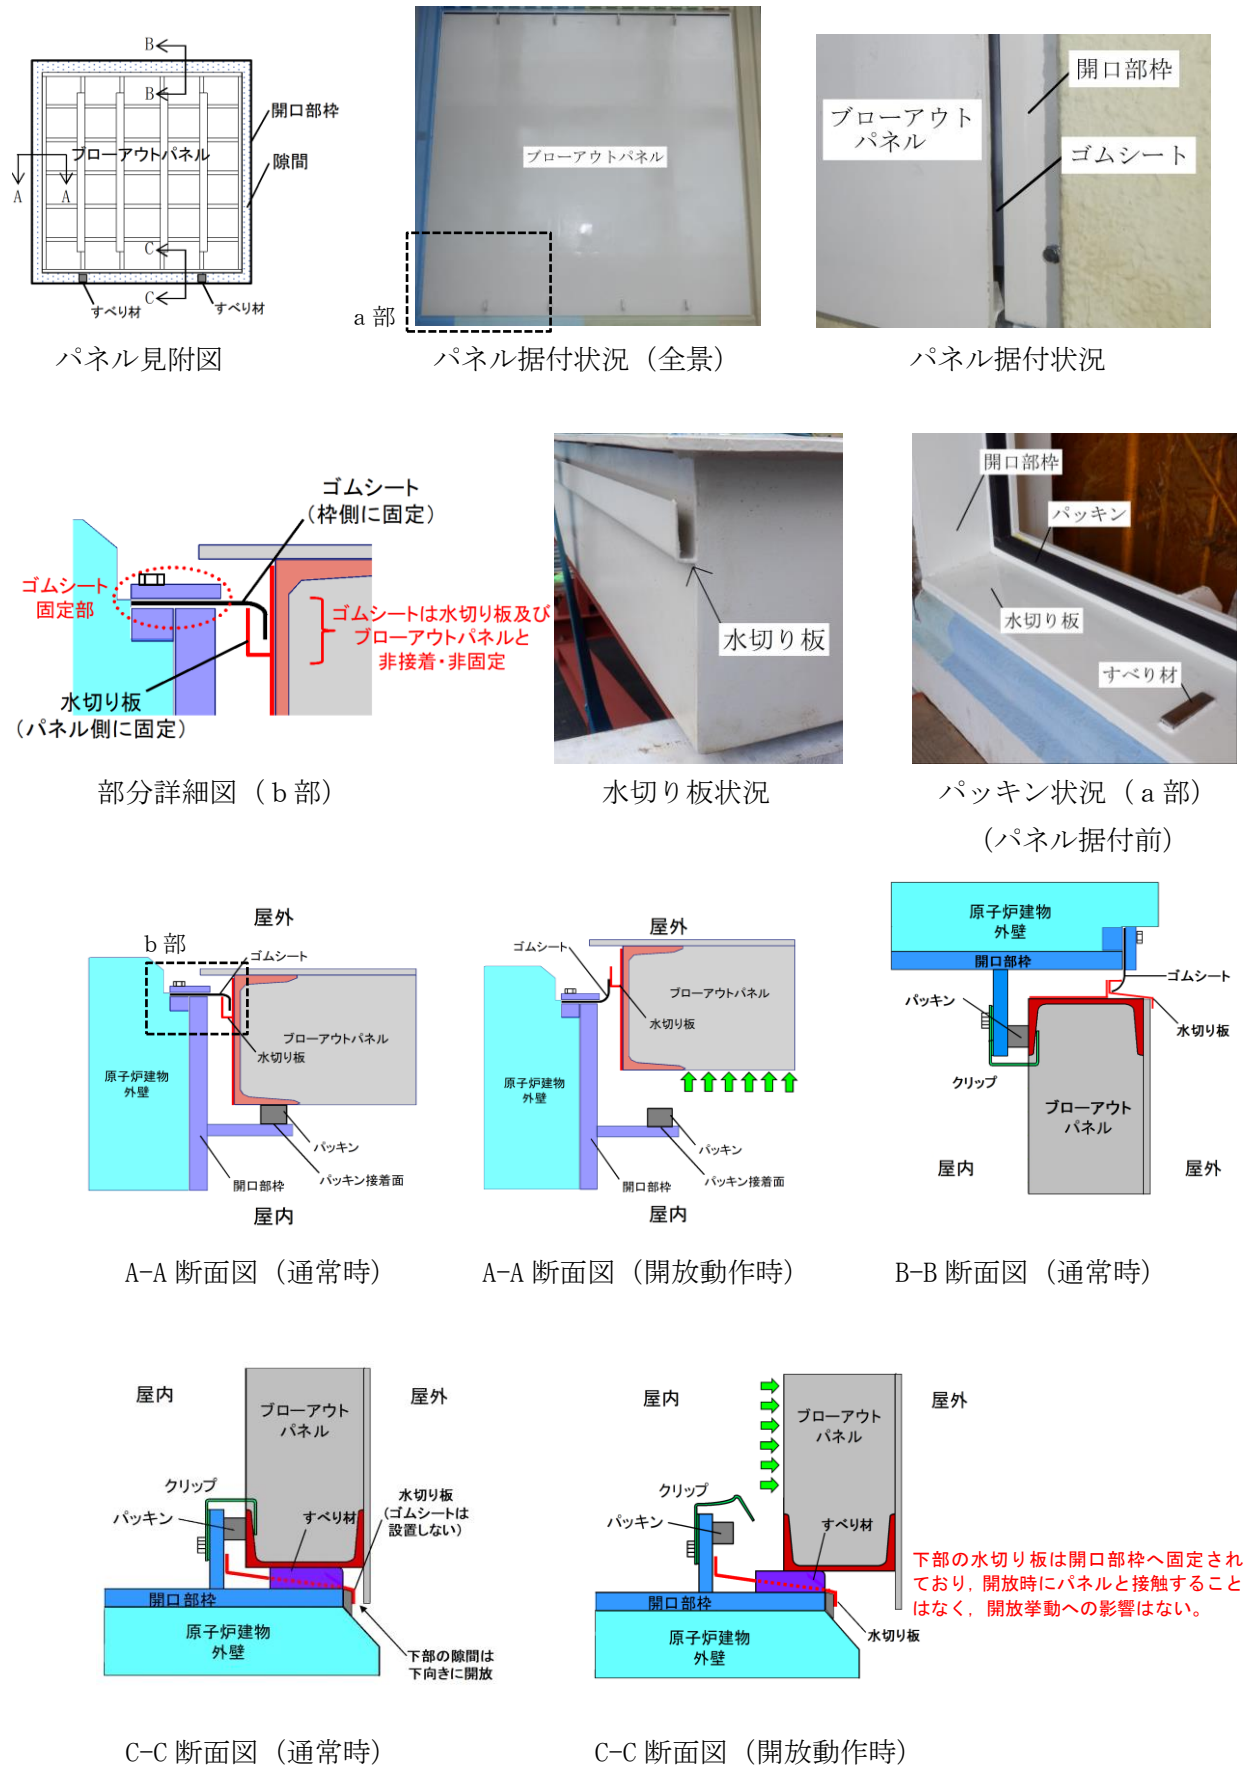 B
B
開口部枠
ブローアウトパネル
隙間
A
A
C
C
すべり材
すべり材
パネル見附図
ブローアウトパネル
a部
パネル据付状況（全景）
ブローアウト
パネル
開口部枠
ゴムシート
パネル据付状況
ゴムシート
（枠側に固定）
ゴムシート
固定部
ゴムシートは水切り板及び
ブローアウトパネルと
非接着・非固定
水切り板
（パネル側に固定）
部分詳細図（b部）
水切り板
水切り板状況
開口部枠
パッキン
水切り板
すべり材
パッキン状況（a部）
（パネル据付前）
屋外
b部
ゴムシート
ブローアウトパネル
水切り板
原子炉建物
外壁
パッキン
パッキン接着面
開口部枠
屋内
A-A断面図（通常時）
屋外
ゴムシート
ブローアウトパネル
水切り板
原子炉建物
外壁
パッキン
パッキン接着面
開口部枠
屋内
A-A断面図（開放動作時）
原子炉建物
外壁
開口部枠
ゴムシート
パッキン
水切り板
クリップ
ブローアウト
パネル
屋内
屋外
B-B断面図（通常時）
屋内
屋外
ブローアウト
パネル
クリップ
水切り板
（ゴムシートは
設置しない）
パッキン
すべり材
開口部枠
原子炉建物
外壁
下部の隙間は
下向きに開放
C-C断面図（通常時）
屋内
屋外
ブローアウト
パネル
クリップ
パッキン
すべり材
開口部枠
原子炉建物
外壁
水切り板
下部の水切り板は開口部枠へ固定され
ており，開放時にパネルと接触すること
はなく，開放挙動への影響はない。
C-C断面図（開放動作時）